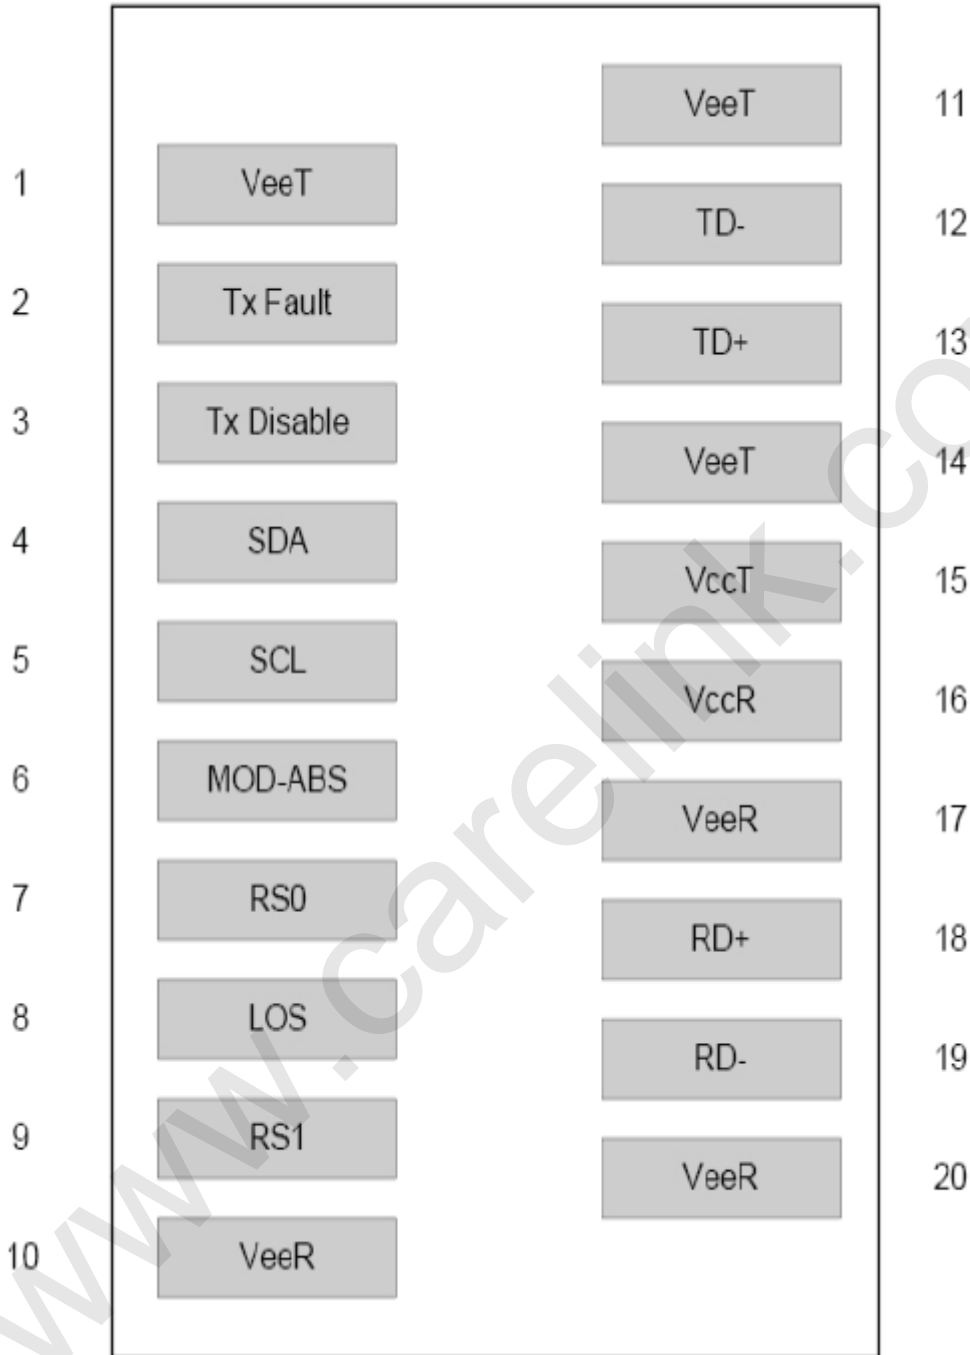 1 VeeT
2 Tx Fault
3 Tx Disable
4 SDA
5 SCL
6 MOD-ABS
7 RS0
8 LOS
9 RS1
10 VeeR
VeeT 11
TD- 12
TD+ 13
VeeT 14
VccT 15
VccR 16
VeeR 17
RD+ 18
RD- 19
VeeR 20
www.carelink.co